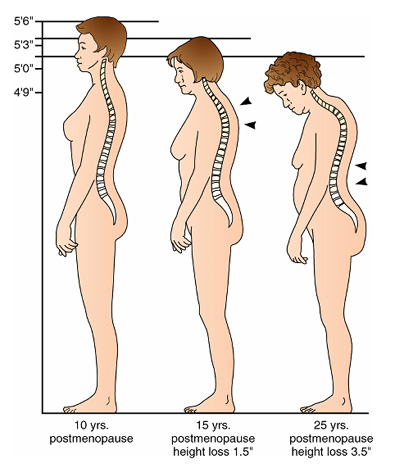 5'6"
5'3"
5'0"
4'9"
10 yrs.
postmenopause
15 yrs.
postmenopause
height loss 1.5"
25 yrs.
postmenopause
height loss 3.5"